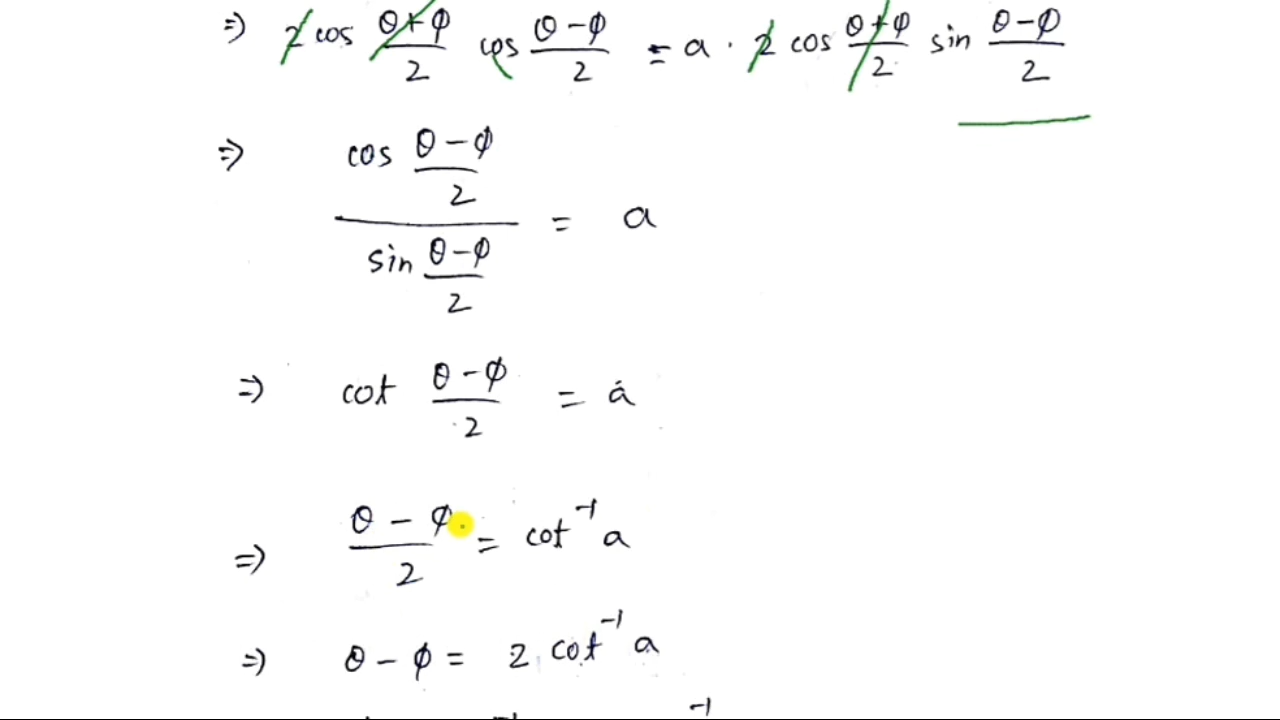 ⇒ 2 cos (θ+φ)/2 cos (θ-φ)/2 = a · 2 cos (θ+φ)/2 sin (θ-φ)/2
⇒ (cos (θ-φ)/2)/(sin (θ-φ)/2) = a
⇒ cot (θ-φ)/2 = a
⇒ (θ-φ)/2 = cot⁻¹ a
⇒ θ-φ = 2 cot⁻¹ a